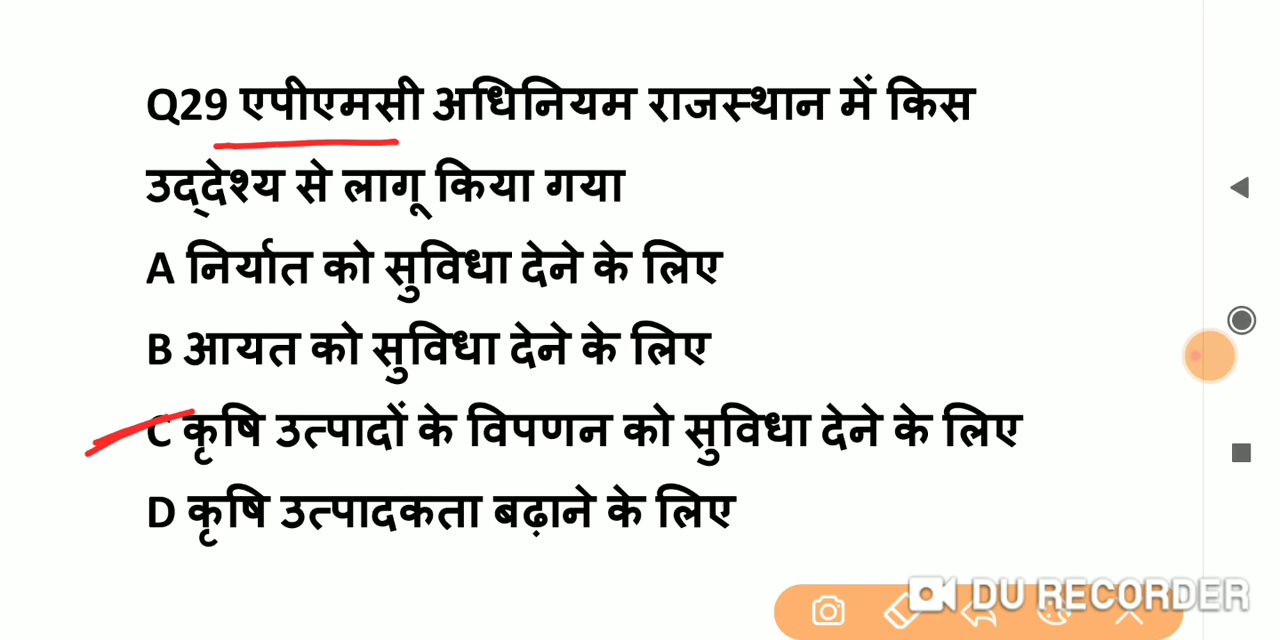 Q29 एपीएमसी अधिनियम राजस्थान में किस
उद्देश्य से लागू किया गया
A निर्यात को सुविधा देने के लिए
B आयत को सुविधा देने के लिए
C कृषि उत्पादों के विपणन को सुविधा देने के लिए
D कृषि उत्पादकता बढ़ाने के लिए
DU RECORDER